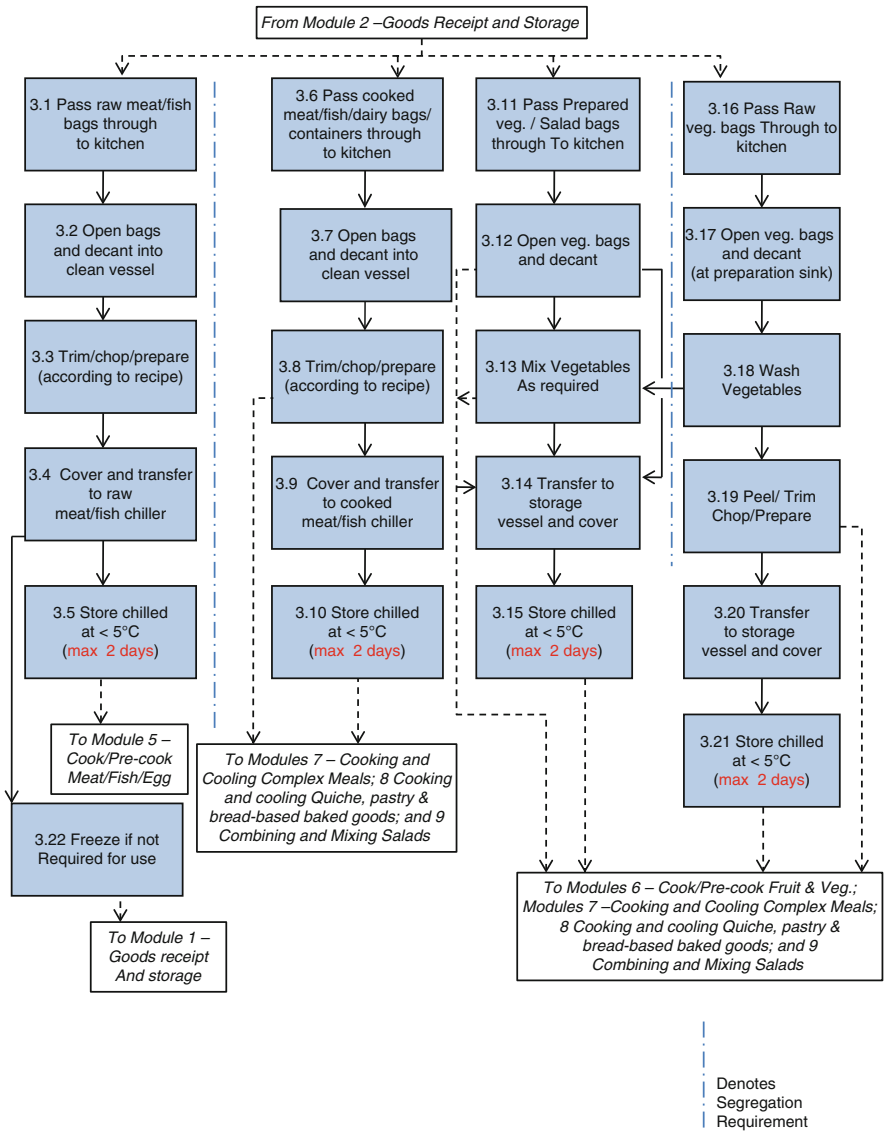 From Module 2 –Goods Receipt and Storage
3.1 Pass raw meat/fish
bags through
to kitchen
3.2 Open bags
and decant into
clean vessel
3.3 Trim/chop/prepare
(according to recipe)
3.4 Cover and transfer
to raw
meat/fish chiller
3.5 Store chilled
at < 5°C
(max 2 days)
To Module 5 –
Cook/Pre-cook
Meat/Fish/Egg
3.22 Freeze if not
Required for use
To Module 1 –
Goods receipt
And storage
3.6 Pass cooked
meat/fish/dairy bags/
containers through
to kitchen
3.7 Open bags
and decant into
clean vessel
3.8 Trim/chop/prepare
(according to recipe)
3.9 Cover and transfer
to cooked
meat/fish chiller
3.10 Store chilled
at < 5°C
(max 2 days)
To Modules 7 – Cooking and
Cooling Complex Meals; 8 Cooking
and cooling Quiche, pastry &
bread-based baked goods; and 9
Combining and Mixing Salads
3.11 Pass Prepared
veg. / Salad bags
through To kitchen
3.12 Open veg. bags
and decant
3.13 Mix Vegetables
As required
3.14 Transfer to
storage
vessel and cover
3.15 Store chilled
at < 5°C
(max 2 days)
3.16 Pass Raw
veg. bags Through to
kitchen
3.17 Open veg. bags
and decant
(at preparation sink)
3.18 Wash
Vegetables
3.19 Peel/ Trim
Chop/Prepare
3.20 Transfer
to storage
vessel and cover
3.21 Store chilled
at < 5°C
(max 2 days)
To Modules 6 – Cook/Pre-cook Fruit & Veg.;
Modules 7 –Cooking and Cooling Complex Meals;
8 Cooking and cooling Quiche, pastry &
bread-based baked goods; and 9
Combining and Mixing Salads
Denotes
Segregation
Requirement